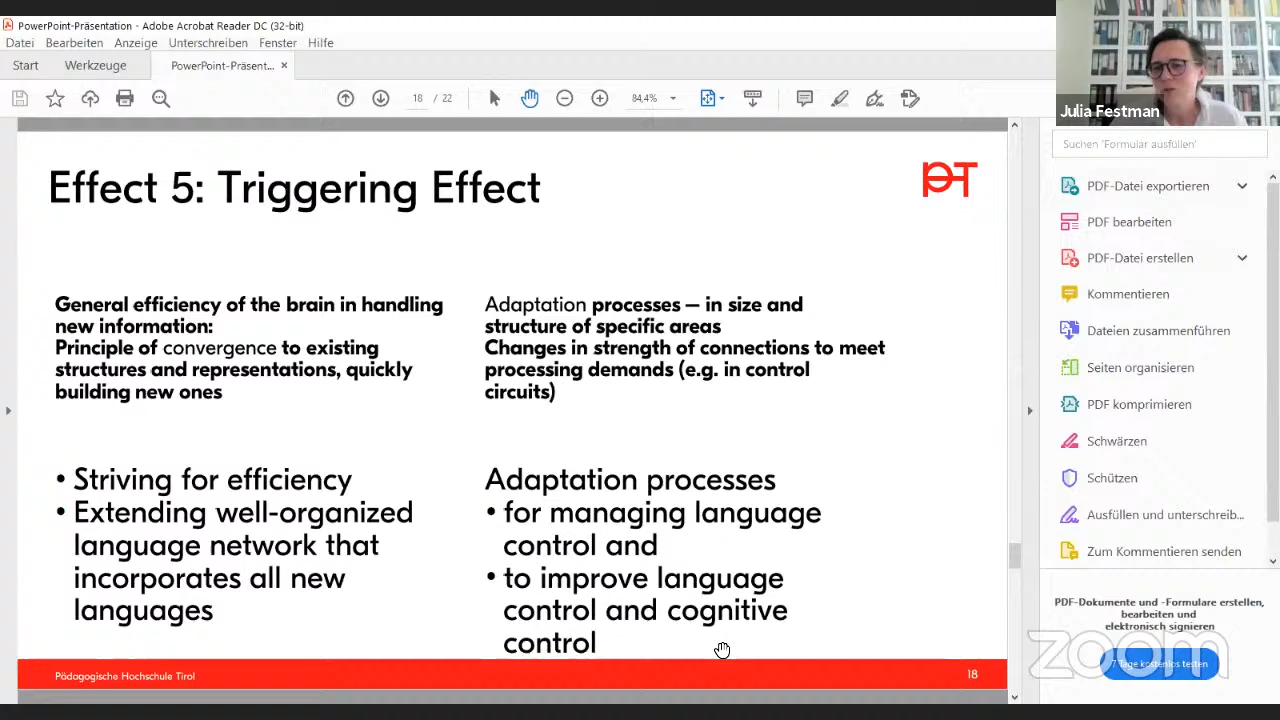 PowerPoint-Präsentation - Adobe Acrobat Reader DC (32-bit)
Datei Bearbeiten Anzeige Unterschreiben Fenster Hilfe
Start Werkzeuge PowerPoint-Präsent... ×
18 / 22 84,4%
Julia Festman
Effect 5: Triggering Effect
General efficiency of the brain in handling
new information:
Principle of convergence to existing
structures and representations, quickly
building new ones
Adaptation processes – in size and
structure of specific areas
Changes in strength of connections to meet
processing demands (e.g. in control
circuits)
• Striving for efficiency
• Extending well-organized
language network that
incorporates all new
languages
Adaptation processes
• for managing language
control and
• to improve language
control and cognitive
control
Pädagogische Hochschule Tirol
18
Suchen 'Formular ausfüllen'
PDF-Datei exportieren
PDF bearbeiten
PDF-Datei erstellen
Kommentieren
Dateien zusammenführen
Seiten organisieren
PDF komprimieren
Schwärzen
Schützen
Ausfüllen und unterschreib...
Zum Kommentieren senden
PDF-Dokumente und -Formulare erstellen,
bearbeiten und
elektronisch signieren
7 Tage kostenlos testen
zoom